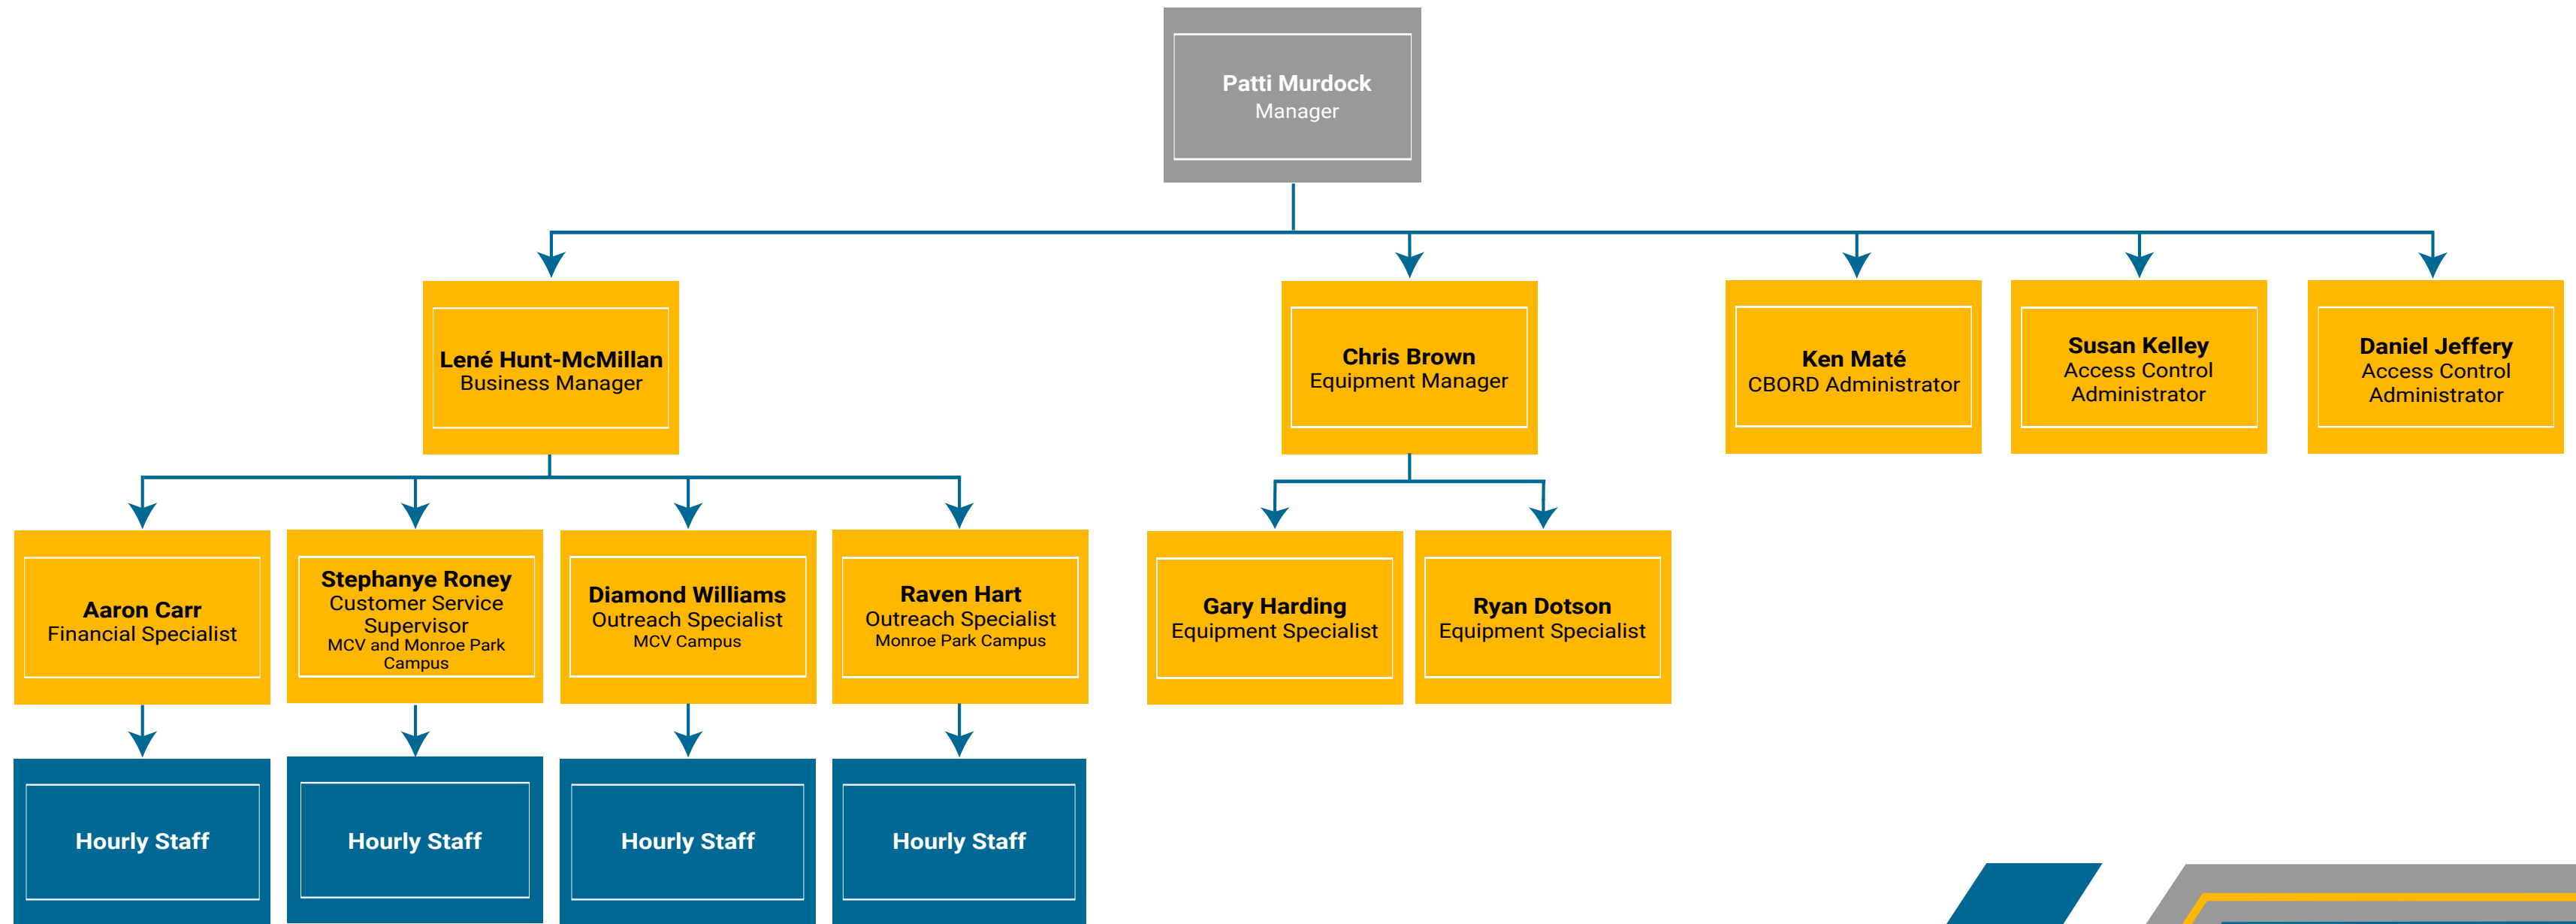 Patti Murdock
Manager
Lené Hunt-McMillan
Business Manager
Chris Brown
Equipment Manager
Ken Maté
CBORD Administrator
Susan Kelley
Access Control
Administrator
Daniel Jeffery
Access Control
Administrator
Aaron Carr
Financial Specialist
Stephanye Roney
Customer Service
Supervisor
MCV and Monroe Park
Campus
Diamond Williams
Outreach Specialist
MCV Campus
Raven Hart
Outreach Specialist
Monroe Park Campus
Gary Harding
Equipment Specialist
Ryan Dotson
Equipment Specialist
Hourly Staff
Hourly Staff
Hourly Staff
Hourly Staff